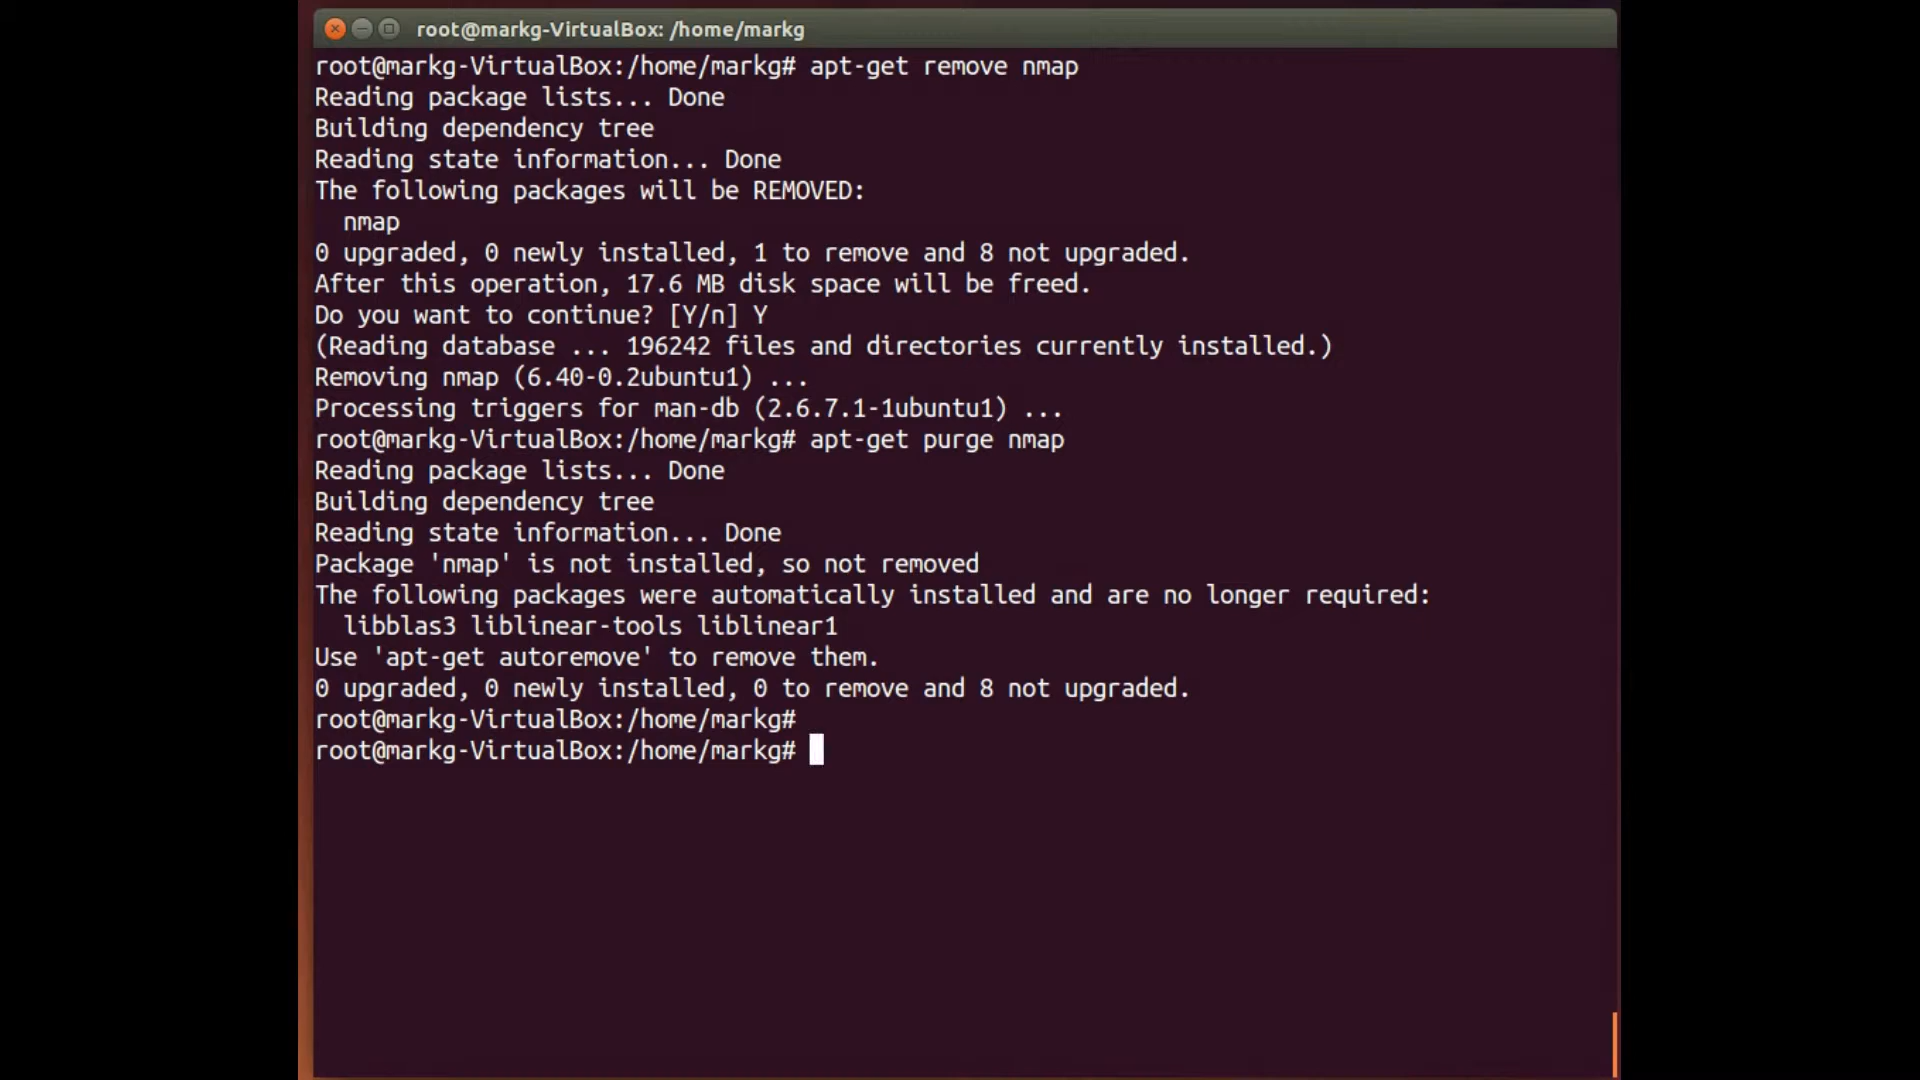 root@markg-VirtualBox: /home/markg
root@markg-VirtualBox:/home/markg# apt-get remove nmap
Reading package lists... Done
Building dependency tree
Reading state information... Done
The following packages will be REMOVED:
  nmap
0 upgraded, 0 newly installed, 1 to remove and 8 not upgraded.
After this operation, 17.6 MB disk space will be freed.
Do you want to continue? [Y/n] Y
(Reading database ... 196242 files and directories currently installed.)
Removing nmap (6.40-0.2ubuntu1) ...
Processing triggers for man-db (2.6.7.1-1ubuntu1) ...
root@markg-VirtualBox:/home/markg# apt-get purge nmap
Reading package lists... Done
Building dependency tree
Reading state information... Done
Package 'nmap' is not installed, so not removed
The following packages were automatically installed and are no longer required:
  libblas3 liblinear-tools liblinear1
Use 'apt-get autoremove' to remove them.
0 upgraded, 0 newly installed, 0 to remove and 8 not upgraded.
root@markg-VirtualBox:/home/markg#
root@markg-VirtualBox:/home/markg#